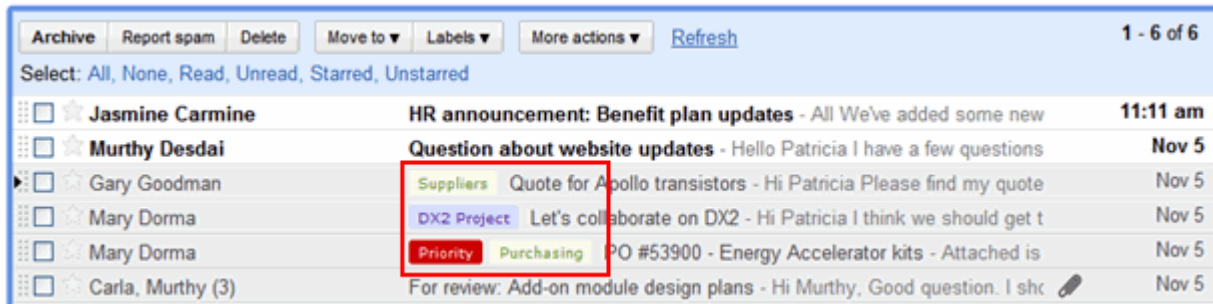 Archive Report spam Delete Move to ▼ Labels ▼ More actions ▼ Refresh 1 - 6 of 6
Select: All, None, Read, Unread, Starred, Unstarred
Jasmine Carmine HR announcement: Benefit plan updates - All We've added some new 11:11 am
Murthy Desdai Question about website updates - Hello Patricia I have a few questions Nov 5
Gary Goodman Suppliers Quote for Apollo transistors - Hi Patricia Please find my quote Nov 5
Mary Dorma DX2 Project Let's collaborate on DX2 - Hi Patricia I think we should get t Nov 5
Mary Dorma Priority Purchasing PO #53900 - Energy Accelerator kits - Attached is Nov 5
Carla, Murthy (3) For review: Add-on module design plans - Hi Murthy, Good question. I sho Nov 5